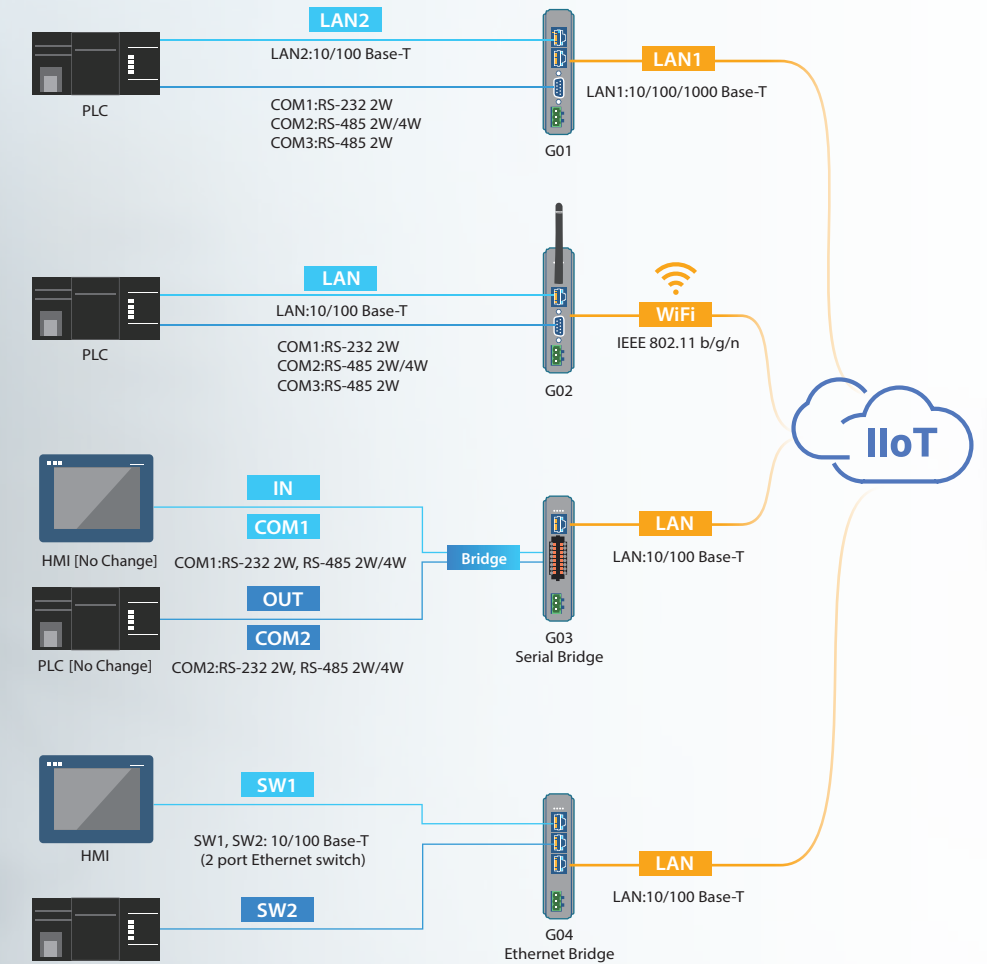 LAN2
LAN2:10/100 Base-T
PLC
COM1:RS-232 2W
COM2:RS-485 2W/4W
COM3:RS-485 2W
G01
LAN1
LAN1:10/100/1000 Base-T
LAN
LAN:10/100 Base-T
PLC
COM1:RS-232 2W
COM2:RS-485 2W/4W
COM3:RS-485 2W
G02
WiFi
IEEE 802.11 b/g/n
IIoT
IN
COM1
HMI [No Change]
COM1:RS-232 2W, RS-485 2W/4W
OUT
COM2
PLC [No Change]
COM2:RS-232 2W, RS-485 2W/4W
Bridge
G03
Serial Bridge
LAN
LAN:10/100 Base-T
SW1
HMI
SW1, SW2: 10/100 Base-T
(2 port Ethernet switch)
SW2
G04
Ethernet Bridge
LAN
LAN:10/100 Base-T